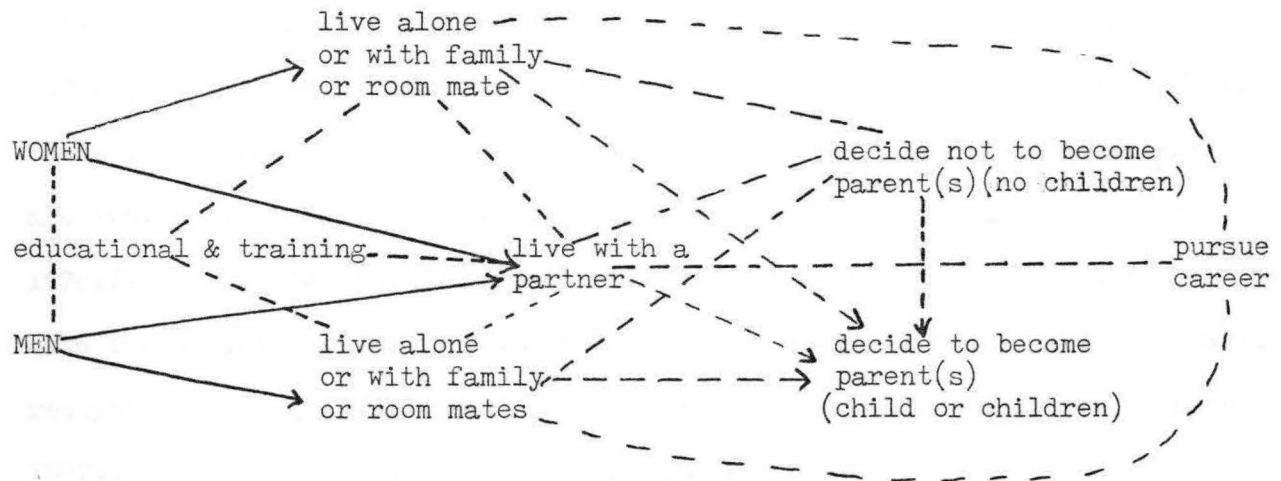 live alone
or with family
or room mate
WOMEN
decide not to become
parent(s)(no children)
educational & training
live with a
partner
pursue
career
MEN
live alone
or with family
or room mates
decide to become
parent(s)
(child or children)